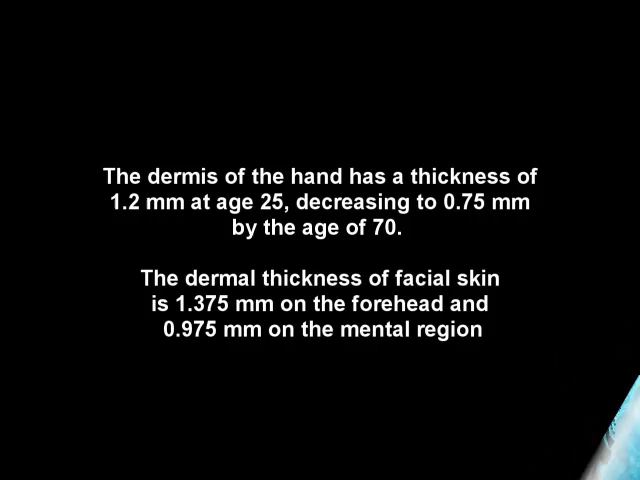 The dermis of the hand has a thickness of
1.2 mm at age 25, decreasing to 0.75 mm
by the age of 70.
The dermal thickness of facial skin
is 1.375 mm on the forehead and
0.975 mm on the mental region